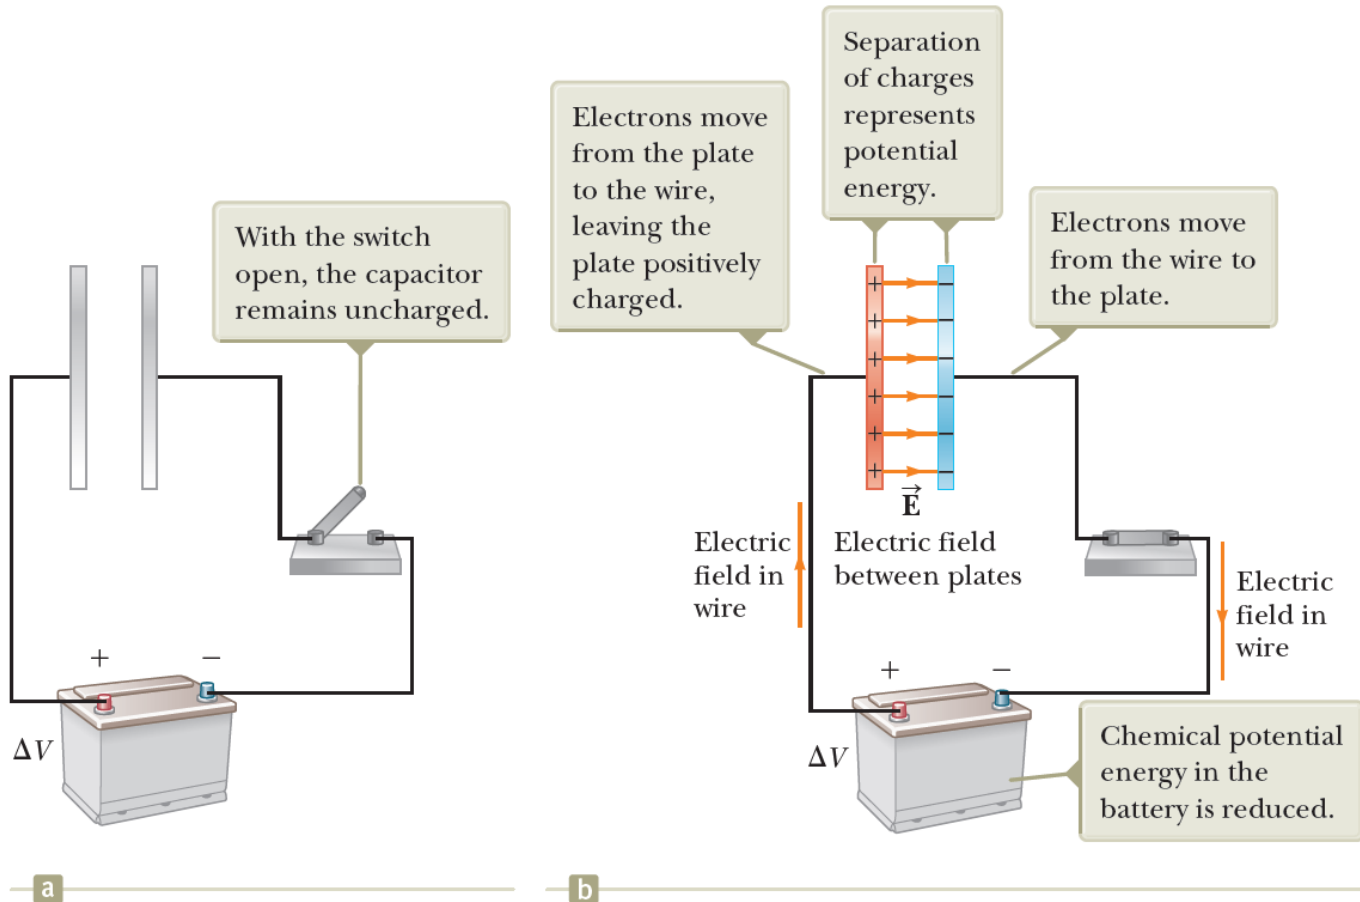 With the switch
open, the capacitor
remains uncharged.
+
−
ΔV
a
Electrons move
from the plate
to the wire,
leaving the
plate positively
charged.
Separation
of charges
represents
potential
energy.
Electrons move
from the wire to
the plate.
+ −
+ −
+ −
+ −
+ −
+ −
E⃗
Electric
field in
wire
Electric field
between plates
Electric
field in
wire
+
−
ΔV
Chemical potential
energy in the
battery is reduced.
b